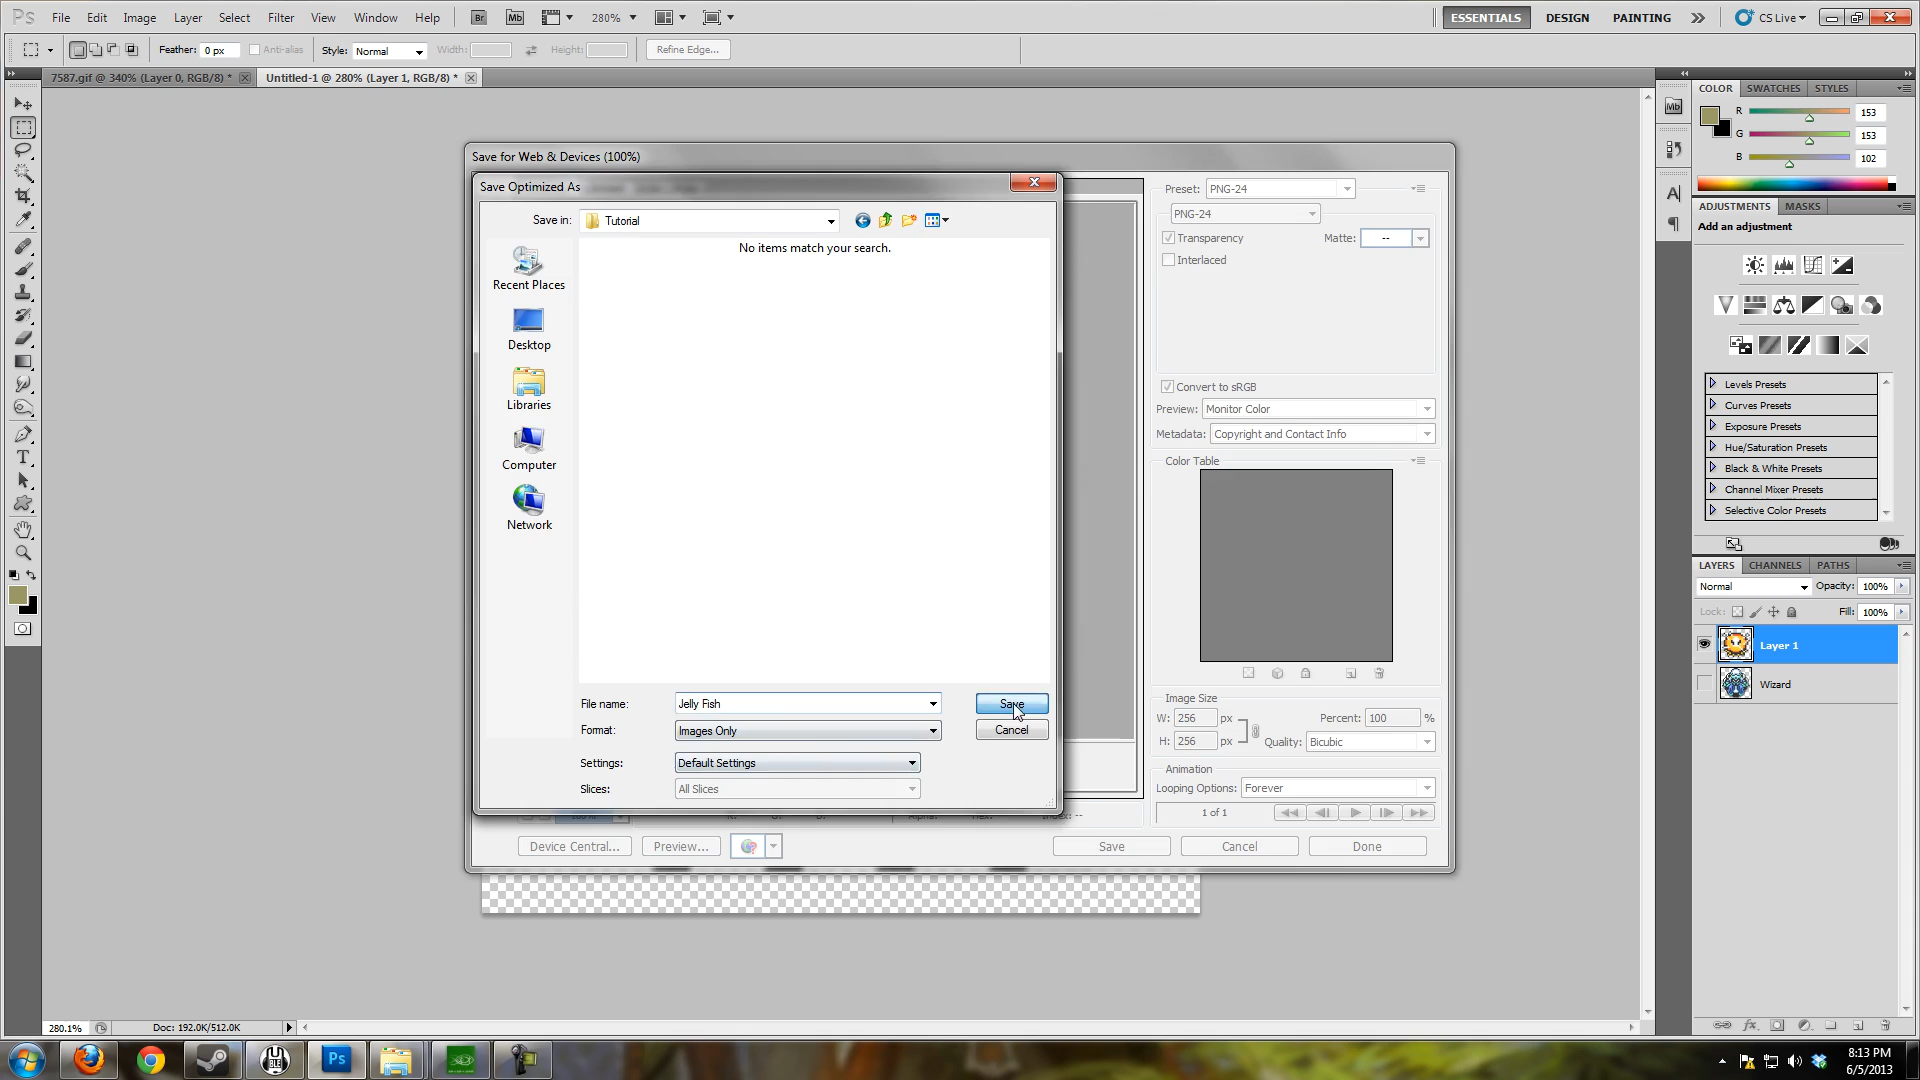 Ps File Edit Image Layer Select Filter View Window Help Br Mb 280% ESSENTIALS DESIGN PAINTING CS Live
Feather: 0 px Anti-alias Style: Normal Width: Height: Refine Edge...
7587.gif @ 340% (Layer 0, RGB/8) * Untitled-1 @ 280% (Layer 1, RGB/8) *
COLOR SWATCHES STYLES
R 153
G 153
B 102
ADJUSTMENTS MASKS
Add an adjustment
Levels Presets
Curves Presets
Exposure Presets
Hue/Saturation Presets
Black & White Presets
Channel Mixer Presets
Selective Color Presets
LAYERS CHANNELS PATHS
Normal Opacity: 100%
Lock: Fill: 100%
Layer 1
Wizard
Save for Web & Devices (100%)
Save Optimized As
Save in: Tutorial
No items match your search.
Recent Places
Desktop
Libraries
Computer
Network
File name: Jelly Fish Save
Format: Images Only Cancel
Settings: Default Settings
Slices: All Slices
Preset: PNG-24
PNG-24
Transparency Matte: --
Interlaced
Convert to sRGB
Preview: Monitor Color
Metadata: Copyright and Contact Info
Color Table
Image Size
W: 256 px Percent: 100 %
H: 256 px Quality: Bicubic
Animation
Looping Options: Forever
1 of 1
Device Central... Preview... Save Cancel Done
280.1% Doc: 192.0K/512.0K
Ps
8:13 PM
6/5/2013